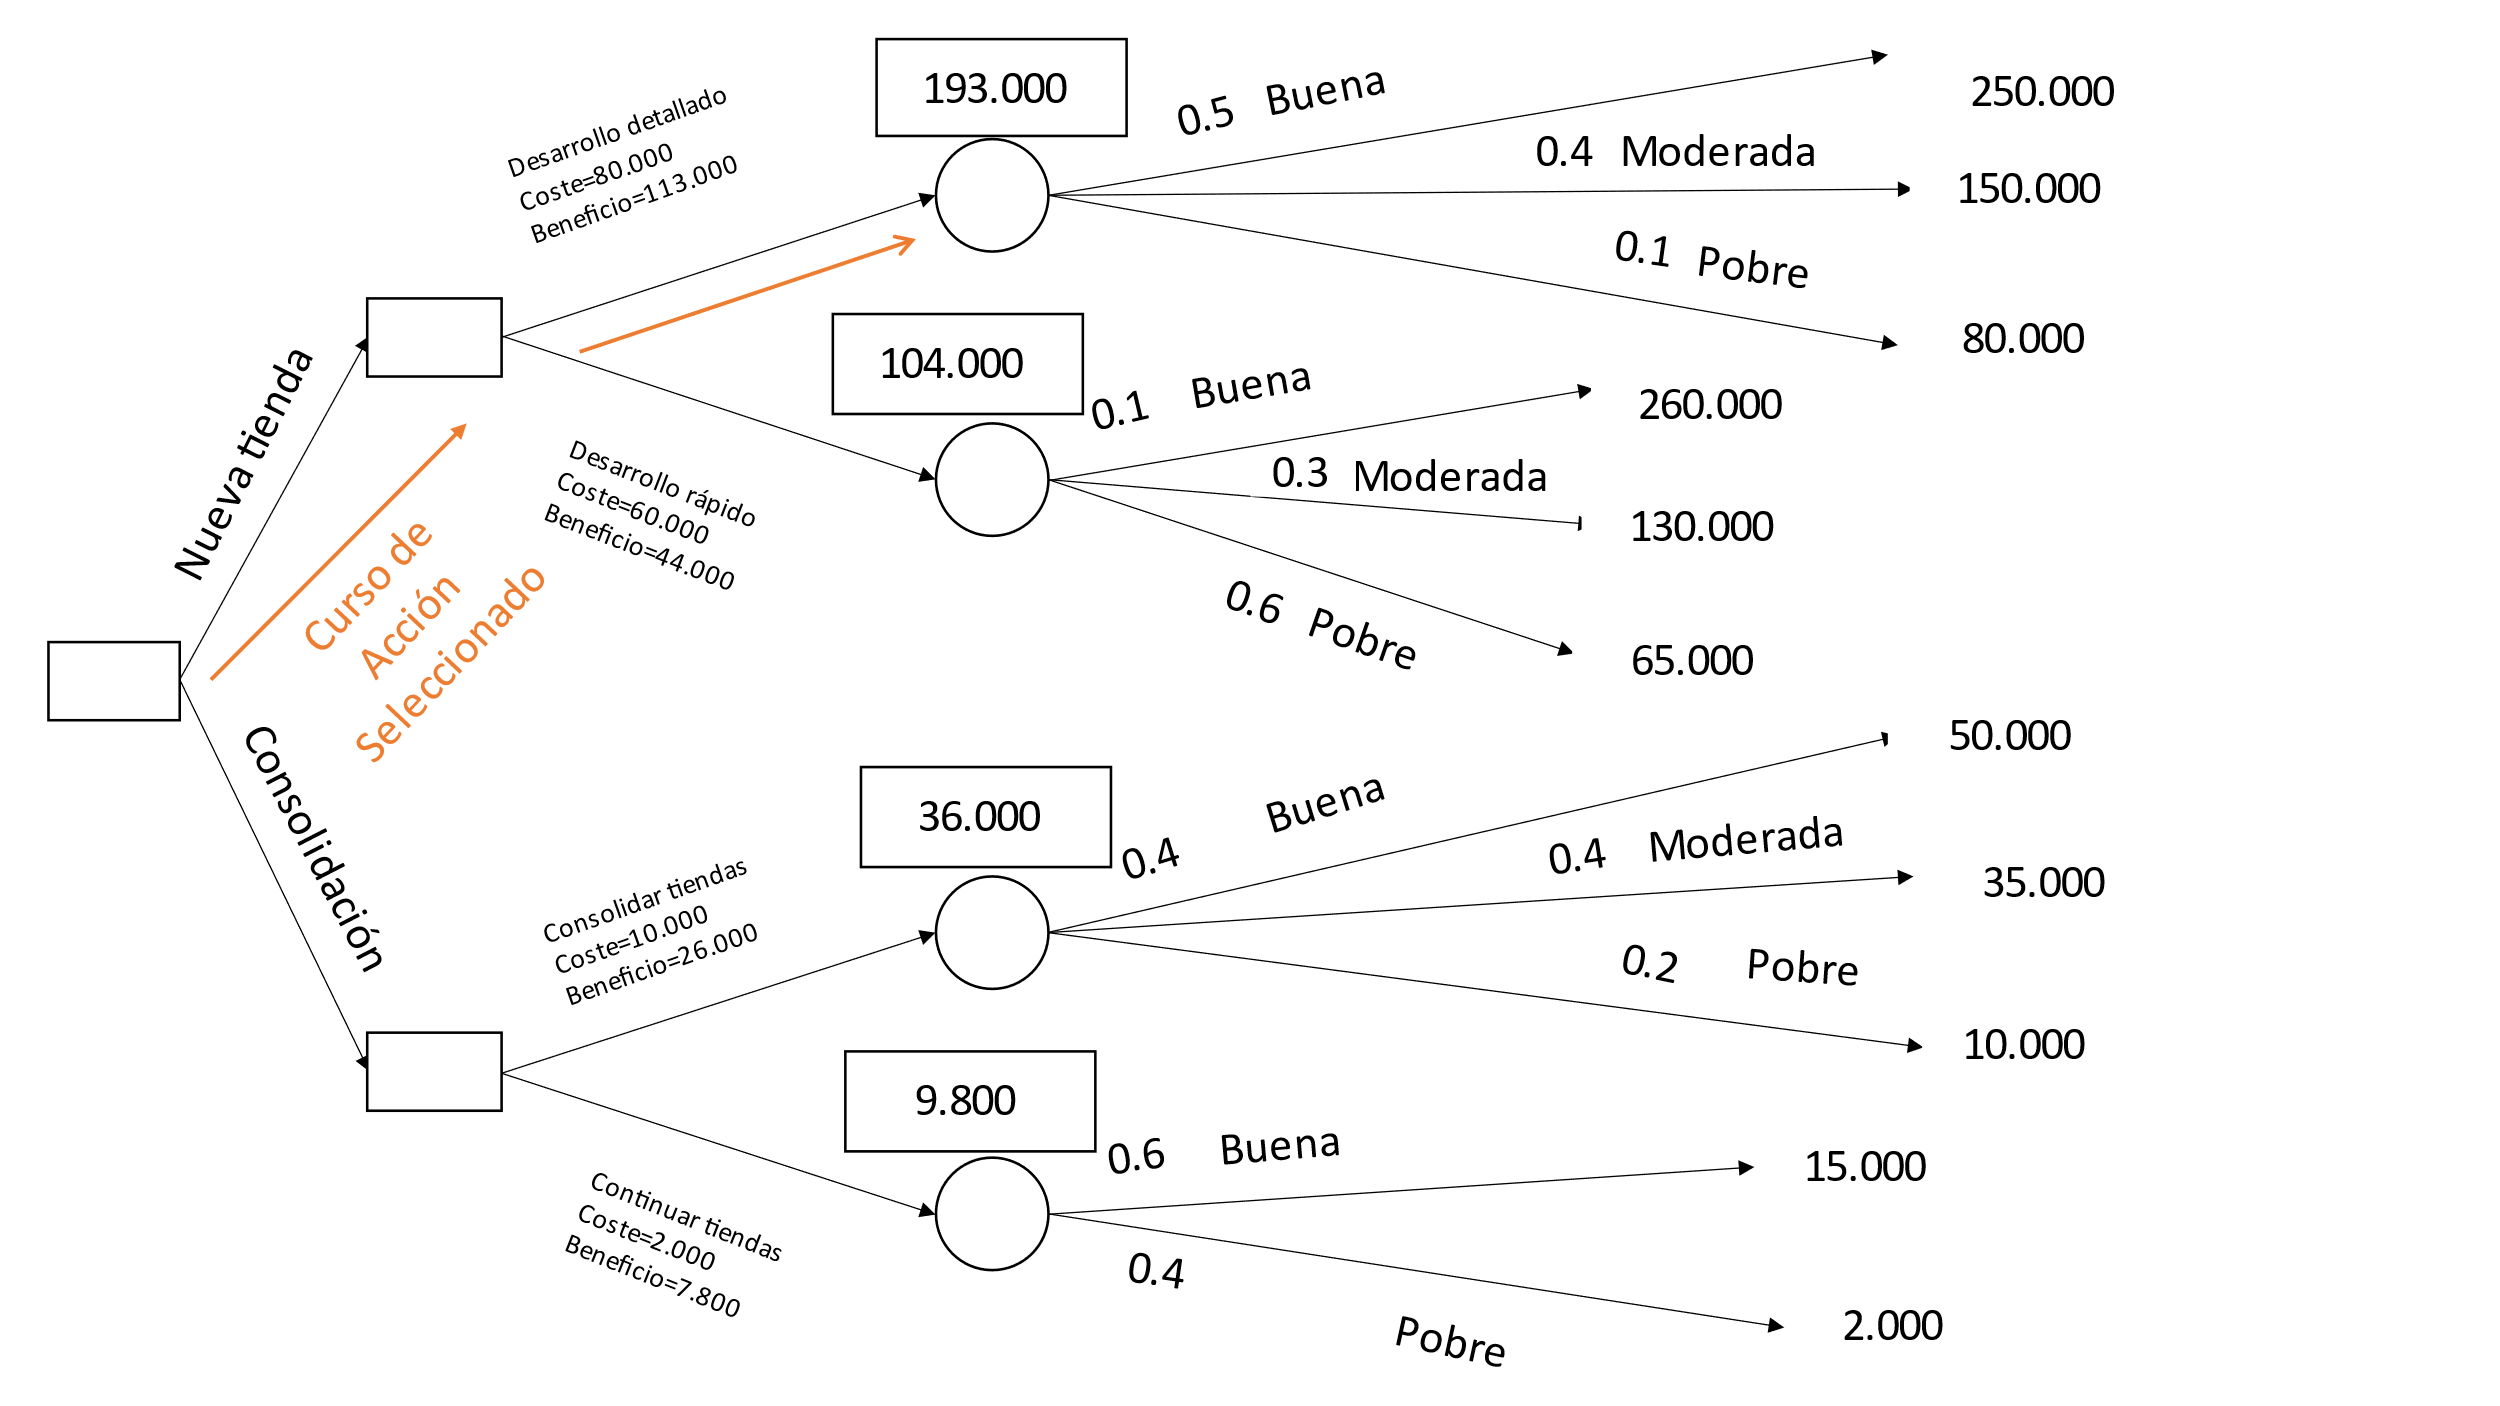 193.000
0.5 Buena
250.000
0.4 Moderada
150.000
0.1 Pobre
80.000
Desarrollo detallado
Coste=80.000
Beneficio=113.000
Nueva tienda
104.000
0.1 Buena
260.000
0.3 Moderada
130.000
0.6 Pobre
65.000
Desarrollo rápido
Coste=60.000
Beneficio=44.000
Curso de
Acción
Seleccionado
Consolidación
36.000
0.4 Buena
50.000
0.4 Moderada
35.000
0.2 Pobre
10.000
Consolidar tiendas
Coste=10.000
Beneficio=26.000
9.800
0.6 Buena
15.000
0.4 Pobre
2.000
Continuar tiendas
Coste=2.000
Beneficio=7.800